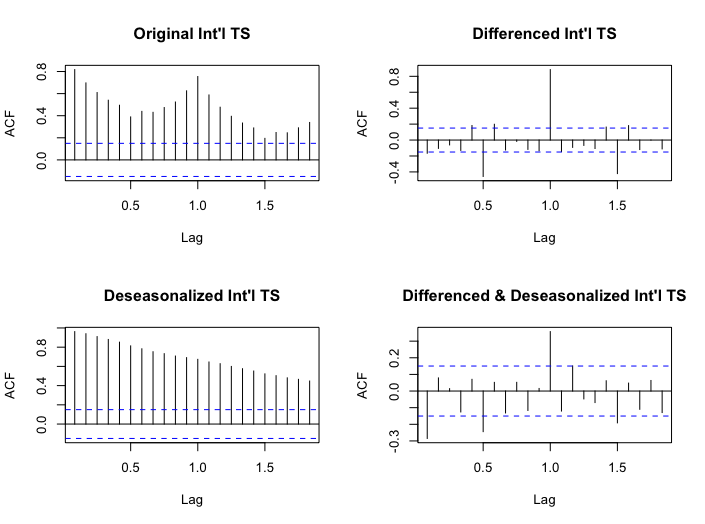 Original Int'l TS
ACF
0.0 0.4 0.8
0.5 1.0 1.5
Lag
Differenced Int'l TS
ACF
-0.4 0.0 0.4 0.8
0.5 1.0 1.5
Lag
Deseasonalized Int'l TS
ACF
0.0 0.4 0.8
0.5 1.0 1.5
Lag
Differenced & Deseasonalized Int'l TS
ACF
-0.3 0.0 0.2
0.5 1.0 1.5
Lag